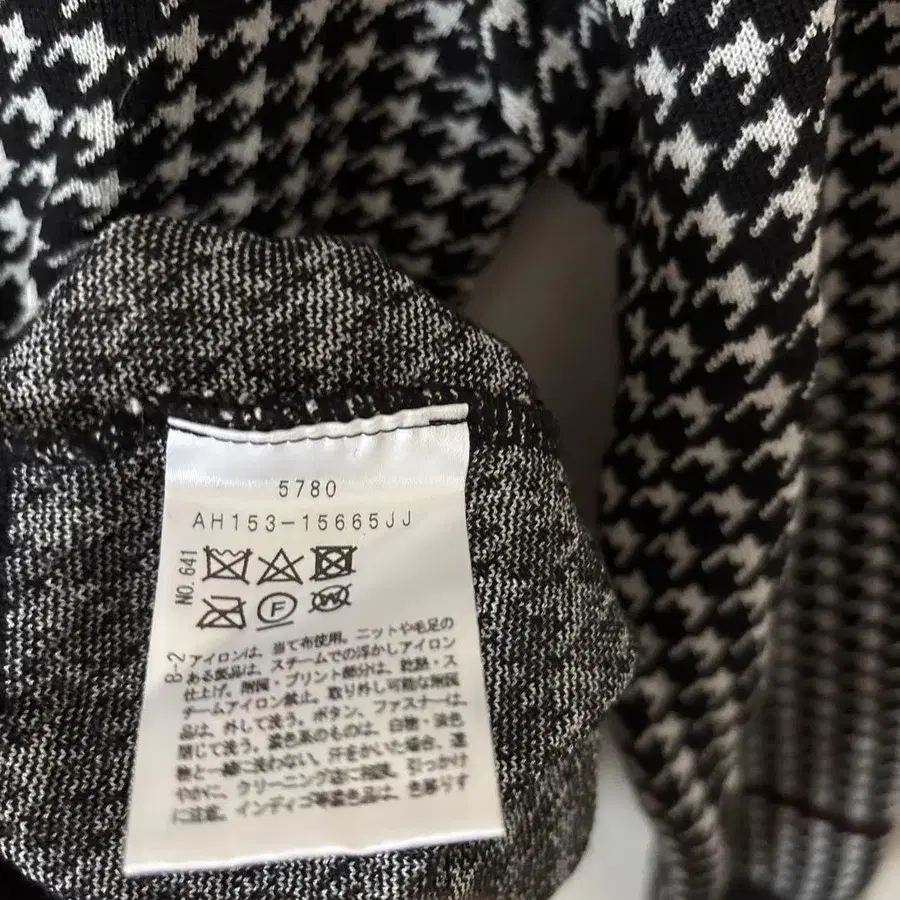 5780
AH153-15665JJ
NO.641
F
W
8-2
アイロンは、当て布使用。ニットや毛足の
ある製品は、スチームでの浮かしアイロン
仕上げ。附図・プリント部分は、乾熱・ス
チームアイロン禁止。取り外し可能な附図
品は、外して洗う。ボタン、ファスナーは、
閉じて洗う。濃色系のものは、白物・淡色
物と一緒に洗わない。汗をかいた場合、速
やかに、クリーニング店に相談。引っかけ
に注意。インディゴ等濃色品は、色移りす